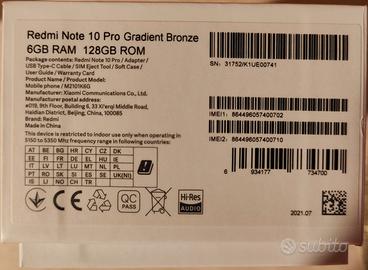 Redmi Note 10 Pro Gradient Bronze
6GB RAM 128GB ROM
Redmi Note 10 Pro / Adapter /
USB Type-C Cable / SIM Eject Tool / Soft Case /
User Guide / Warranty Card
Product Name/Product Model:
Mobile phone / M2101K6G
Manufacturer: Xiaomi Communications Co., Ltd.
Manufacturer postal address:
#019, 9th Floor, Building 6, 33 Xi'erqi Middle Road,
Haidian District, Beijing, China, 100085
Brand: Redmi
This device is restricted to indoor use only when operating in
5150 to 5350 MHz frequency range in following countries:
AT BE BG HR CY CZ DK
EE FI FR DE EL HU IE
IT LV LT LU MT NL PL
PT RO SK SI ES SE
IS LI NO CH TR UK(NI)
SN: 31752/K1UE00741
IMEI1: 864496057400702
IMEI2: 864496057400710
6 934177 734700
CE
QC
PASS
Hi-Res
AUDIO
2021.07
subito